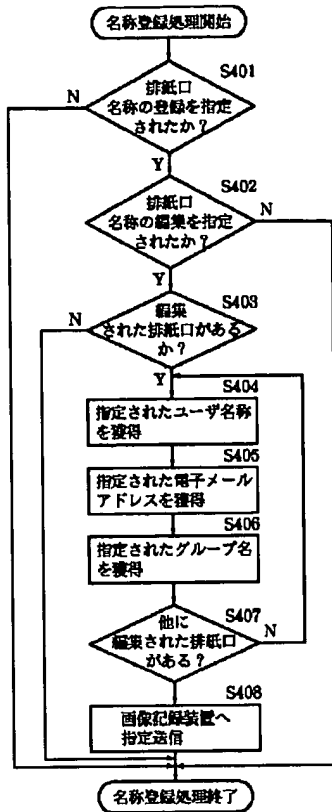 名称登録処理開始
S401
排紙口
名称の登録を指定
されたか？
N
Y
S402
排紙口
名称の編集を指定
されたか？
N
Y
S403
編集
された排紙口がある
か？
N
Y
S404
指定されたユーザ名称
を獲得
S405
指定された電子メール
アドレスを獲得
S406
指定されたグループ名
を獲得
S407
他に
編集された排紙口
がある？
N
S408
画像記録装置へ
指定送信
名称登録処理終了